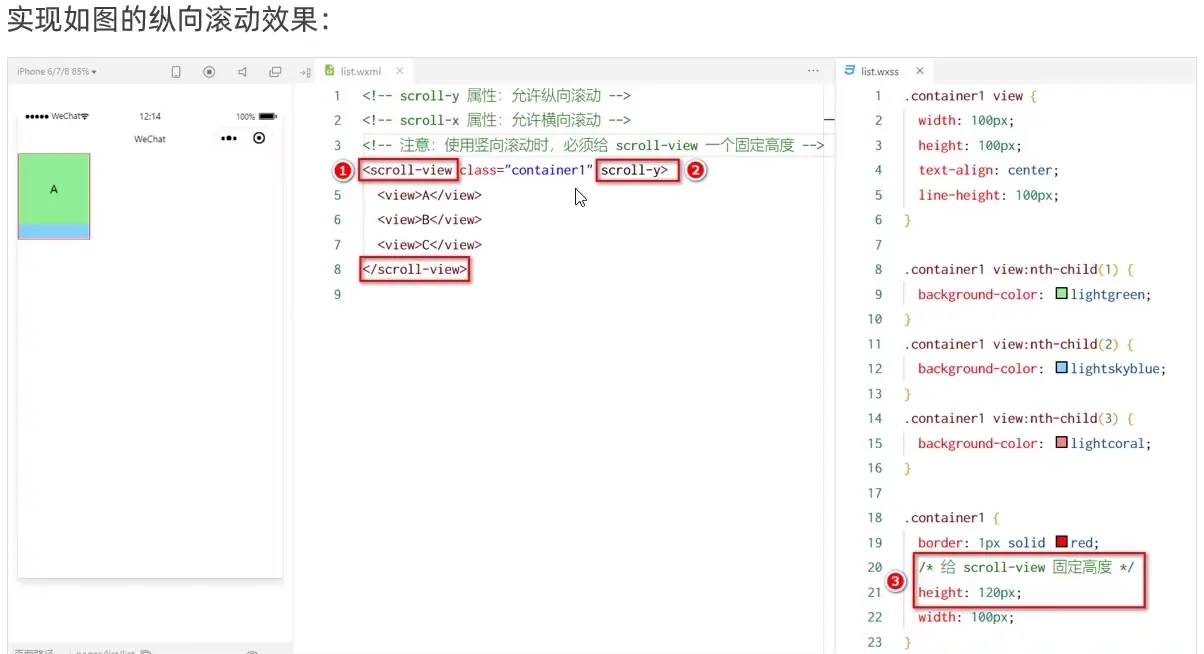 实现如图的纵向滚动效果：
iPhone 6/7/8 85%
WeChat 12:14 100%
WeChat
A
list.wxml
1 <!-- scroll-y 属性：允许纵向滚动 -->
2 <!-- scroll-x 属性：允许横向滚动 -->
3 <!-- 注意：使用竖向滚动时，必须给 scroll-view 一个固定高度 -->
1 <scroll-view class="container1" scroll-y> 2
5 <view>A</view>
6 <view>B</view>
7 <view>C</view>
8 </scroll-view>
9
list.wxss
1 .container1 view {
2 width: 100px;
3 height: 100px;
4 text-align: center;
5 line-height: 100px;
6 }
7
8 .container1 view:nth-child(1) {
9 background-color: lightgreen;
10 }
11 .container1 view:nth-child(2) {
12 background-color: lightskyblue;
13 }
14 .container1 view:nth-child(3) {
15 background-color: lightcoral;
16 }
17
18 .container1 {
19 border: 1px solid red;
20 /* 给 scroll-view 固定高度 */
3 21 height: 120px;
22 width: 100px;
23 }